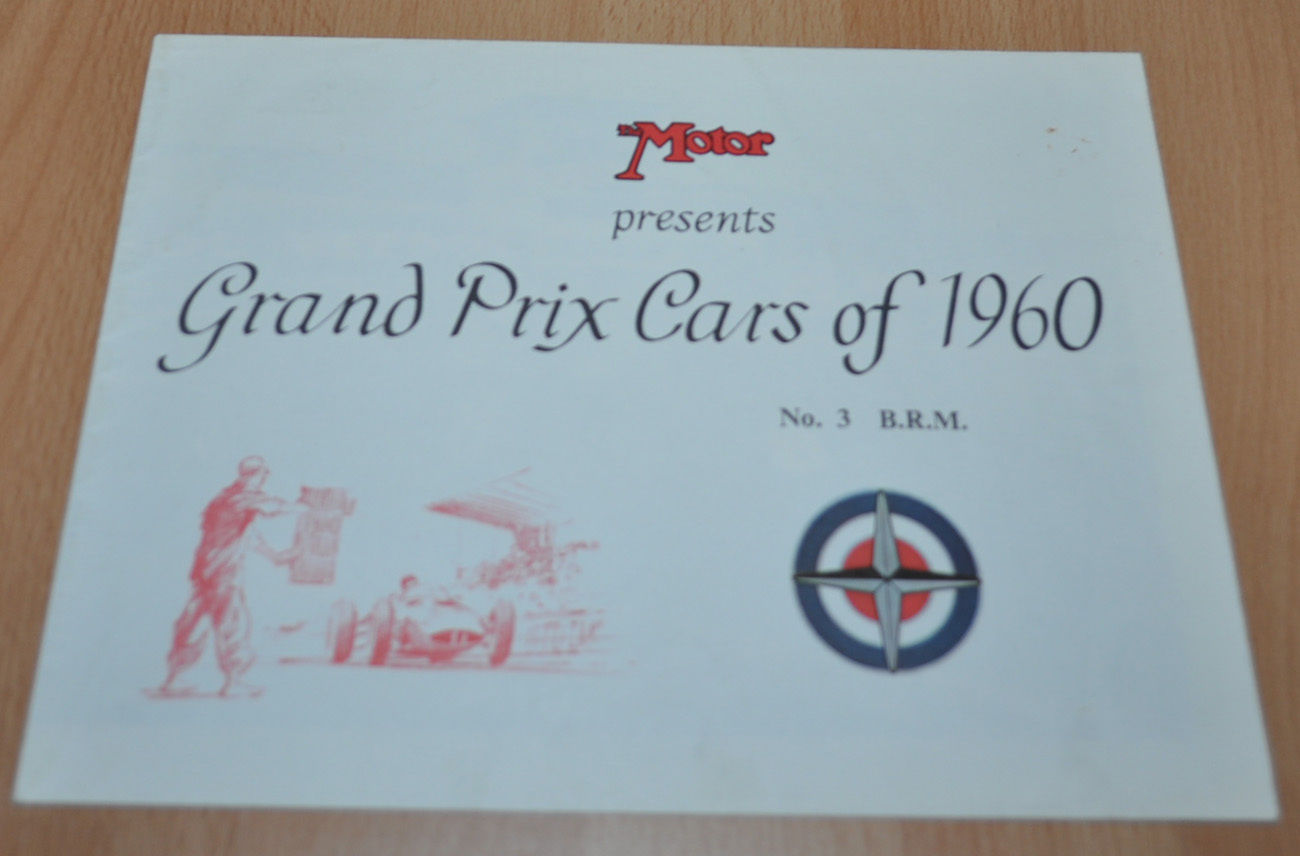 The Motor
presents
Grand Prix Cars of 1960
No. 3 B.R.M.